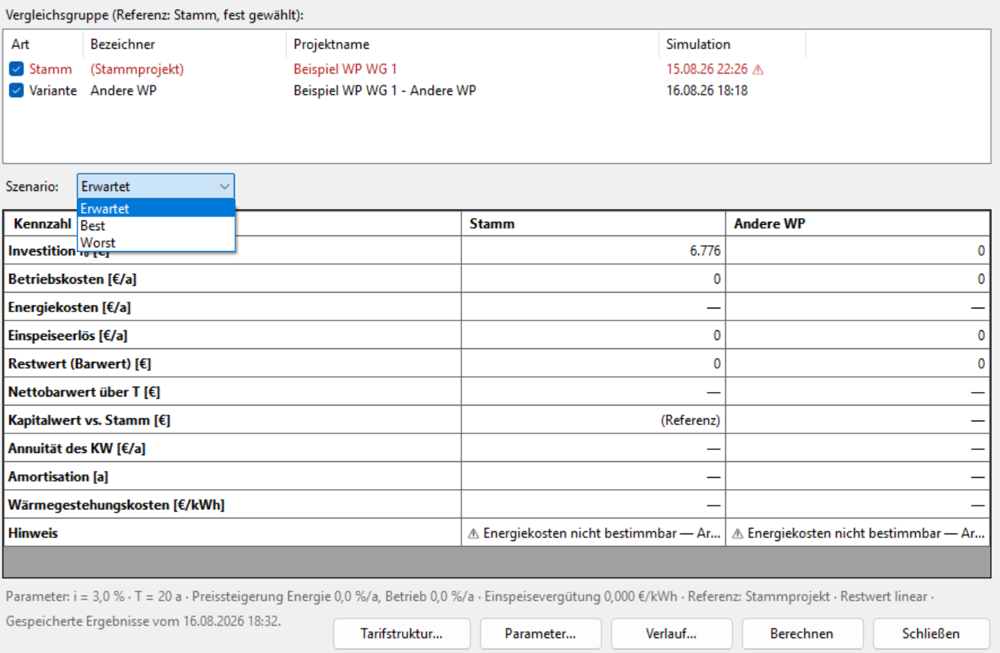 Vergleichsgruppe (Referenz: Stamm, fest gewählt):
Art Bezeichner Projektname Simulation
Stamm (Stammprojekt) Beispiel WP WG 1 15.08.26 22:26 ⚠
Variante Andere WP Beispiel WP WG 1 - Andere WP 16.08.26 18:18
Szenario: Erwartet
Erwartet
Best
Worst
Kennzahl Stamm Andere WP
Investition 6.776 0
Betriebskosten [€/a] 0 0
Energiekosten [€/a] — —
Einspeiseerlös [€/a] 0 0
Restwert (Barwert) [€] 0 0
Nettobarwert über T [€] — —
Kapitalwert vs. Stamm [€] (Referenz) —
Annuität des KW [€/a] — —
Amortisation [a] — —
Wärmegestehungskosten [€/kWh] — —
Hinweis ⚠ Energiekosten nicht bestimmbar — Ar... ⚠ Energiekosten nicht bestimmbar — Ar...
Parameter: i = 3,0 % · T = 20 a · Preissteigerung Energie 0,0 %/a, Betrieb 0,0 %/a · Einspeisevergütung 0,000 €/kWh · Referenz: Stammprojekt · Restwert linear ·
Gespeicherte Ergebnisse vom 16.08.2026 18:32.
Tarifstruktur... Parameter... Verlauf... Berechnen Schließen